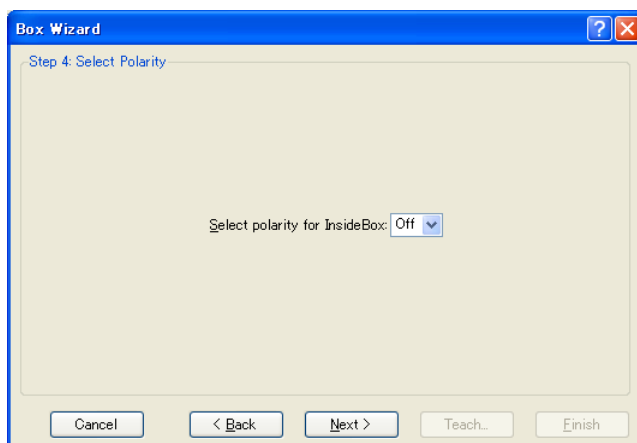 Box Wizard
Step 4: Select Polarity
Select polarity for InsideBox: Off
Cancel < Back Next > Teach... Finish